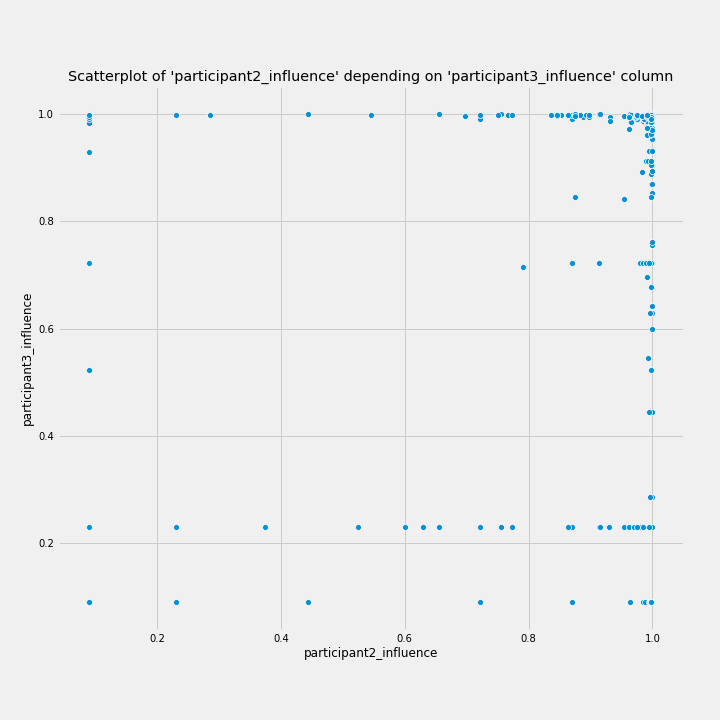 Scatterplot of 'participant2_influence' depending on 'participant3_influence' column
1.0
0.8
0.6
0.4
0.2
participant3_influence
0.2 0.4 0.6 0.8 1.0
participant2_influence